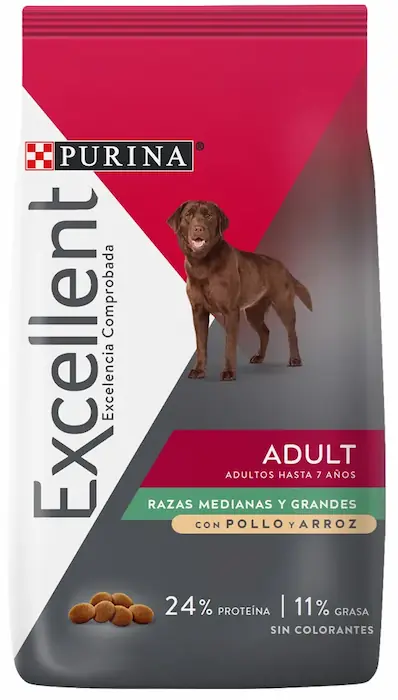 PURINA®
Excellent
Excelencia Comprobada
ADULT
ADULTOS HASTA 7 AÑOS
RAZAS MEDIANAS Y GRANDES
CON POLLO Y ARROZ
24% PROTEÍNA | 11% GRASA
SIN COLORANTES